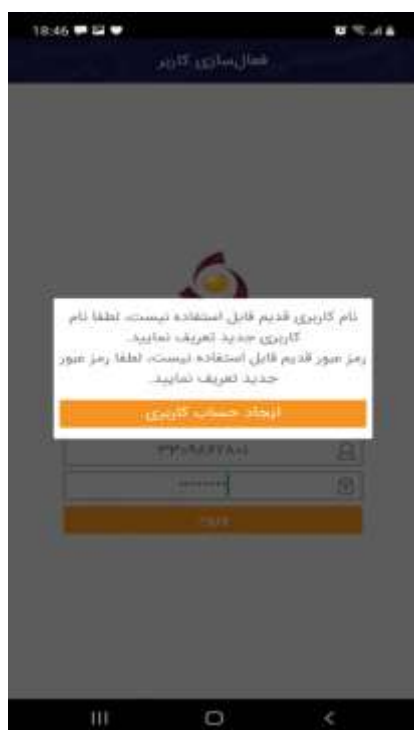 18:46
فعال‌سازی کاربر
نام کاربری قدیم قابل استفاده نیست، لطفا نام
کاربری جدید تعریف نمایید.
رمز عبور قدیم قابل استفاده نیست، لطفا رمز عبور
جدید تعریف نمایید.
ایجاد حساب کاربری
ورود